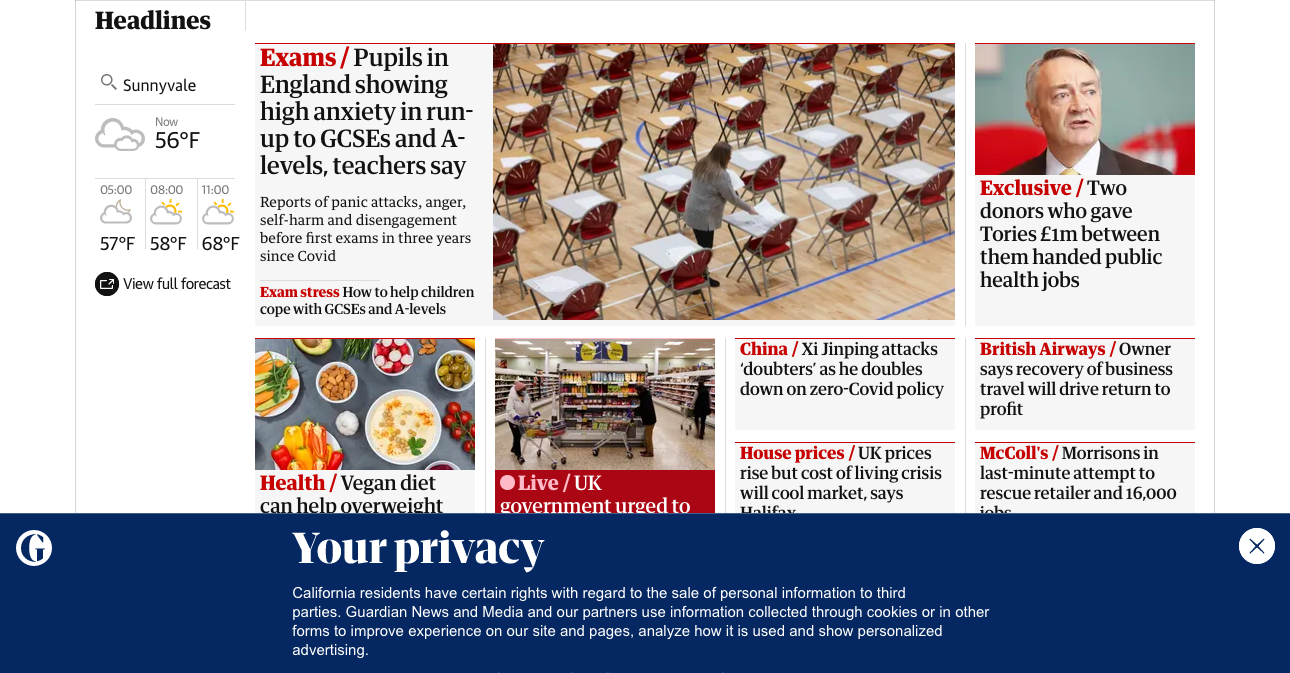 Headlines
Sunnyvale
Now
56°F
05:00
57°F
08:00
58°F
11:00
68°F
View full forecast
Exams / Pupils in
England showing
high anxiety in run-
up to GCSEs and A-
levels, teachers say
Reports of panic attacks, anger,
self-harm and disengagement
before first exams in three years
since Covid
Exam stress How to help children
cope with GCSEs and A-levels
Exclusive / Two
donors who gave
Tories £1m between
them handed public
health jobs
Health / Vegan diet
can help overweight
Live / UK
government urged to
China / Xi Jinping attacks
‘doubters’ as he doubles
down on zero-Covid policy
House prices / UK prices
rise but cost of living crisis
will cool market, says
Halifax
British Airways / Owner
says recovery of business
travel will drive return to
profit
McColl's / Morrisons in
last-minute attempt to
rescue retailer and 16,000
jobs
G
Your privacy
California residents have certain rights with regard to the sale of personal information to third
parties. Guardian News and Media and our partners use information collected through cookies or in other
forms to improve experience on our site and pages, analyze how it is used and show personalized
advertising.